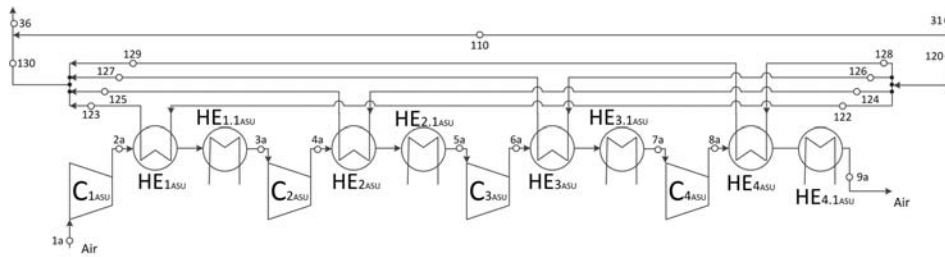 36
31
110
130
129
128
120
127
126
125
124
123
122
HE1.1ASU
HE2.1ASU
HE3.1ASU
2a
3a
4a
5a
6a
7a
8a
C1ASU
HE1ASU
C2ASU
HE2ASU
C3ASU
HE3ASU
C4ASU
HE4ASU
HE4.1ASU
9a
Air
1a
Air